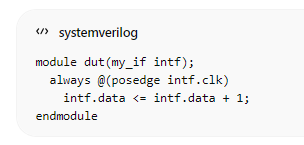 </> systemverilog
module dut(my_if intf);
  always @(posedge intf.clk)
    intf.data <= intf.data + 1;
endmodule